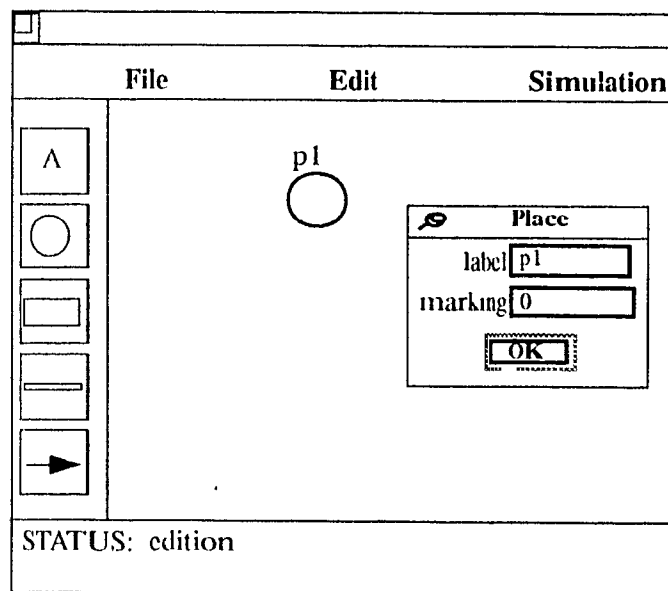 File Edit Simulation
Λ
p1
Place
label p1
marking 0
OK
STATUS: edition